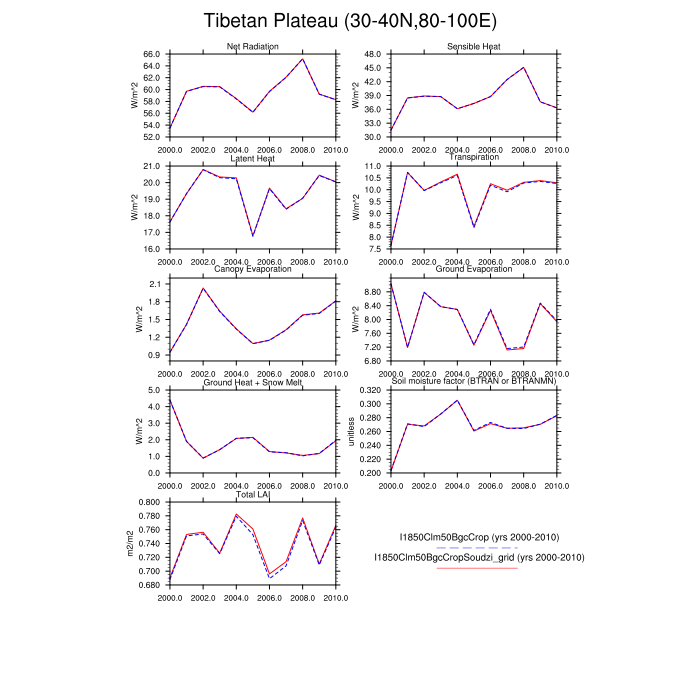 Tibetan Plateau (30-40N,80-100E)
Net Radiation
W/m^2
66.0
64.0
62.0
60.0
58.0
56.0
54.0
52.0
2000.0 2002.0 2004.0 2006.0 2008.0 2010.0
Sensible Heat
W/m^2
48.0
45.0
42.0
39.0
36.0
33.0
30.0
2000.0 2002.0 2004.0 2006.0 2008.0 2010.0
Latent Heat
W/m^2
21.0
20.0
19.0
18.0
17.0
16.0
2000.0 2002.0 2004.0 2006.0 2008.0 2010.0
Transpiration
W/m^2
11.0
10.5
10.0
9.5
9.0
8.5
8.0
7.5
2000.0 2002.0 2004.0 2006.0 2008.0 2010.0
Canopy Evaporation
W/m^2
2.1
1.8
1.5
1.2
0.9
2000.0 2002.0 2004.0 2006.0 2008.0 2010.0
Ground Evaporation
W/m^2
8.80
8.40
8.00
7.60
7.20
6.80
2000.0 2002.0 2004.0 2006.0 2008.0 2010.0
Ground Heat + Snow Melt
W/m^2
5.0
4.0
3.0
2.0
1.0
0.0
2000.0 2002.0 2004.0 2006.0 2008.0 2010.0
Soil moisture factor (BTRAN or BTRANMN)
unitless
0.320
0.300
0.280
0.260
0.240
0.220
0.200
2000.0 2002.0 2004.0 2006.0 2008.0 2010.0
Total LAI
m2/m2
0.800
0.780
0.760
0.740
0.720
0.700
0.680
2000.0 2002.0 2004.0 2006.0 2008.0 2010.0
I1850Clm50BgcCrop (yrs 2000-2010)
I1850Clm50BgcCropSoudzi_grid (yrs 2000-2010)